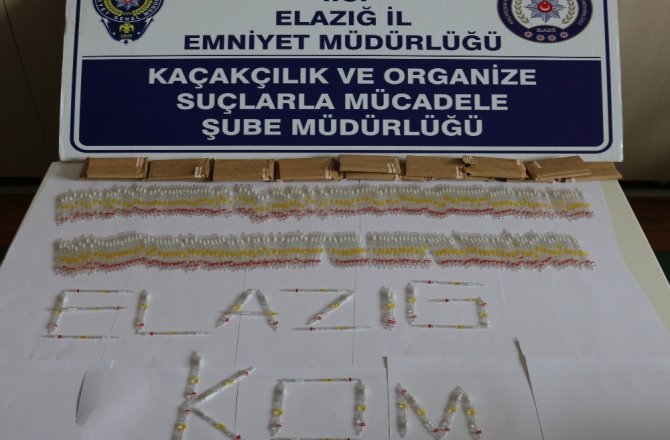 ELAZIĞ İL
EMNİYET MÜDÜRLÜĞÜ
KAÇAKÇILIK VE ORGANİZE
SUÇLARLA MÜCADELE
ŞUBE MÜDÜRLÜĞÜ
ELAZIG
KOM